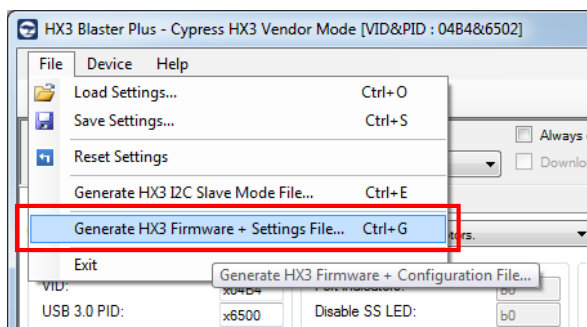 HX3 Blaster Plus - Cypress HX3 Vendor Mode [VID&PID : 04B4&6502]
File Device Help
Load Settings... Ctrl+O
Save Settings... Ctrl+S
Always
Reset Settings
Downlo
Generate HX3 I2C Slave Mode File... Ctrl+E
Generate HX3 Firmware + Settings File... Ctrl+G
tors.
Exit
Generate HX3 Firmware + Configuration File...
VID: x04B4 Port Indicators: b0
USB 3.0 PID: x6500 Disable SS LED: b0